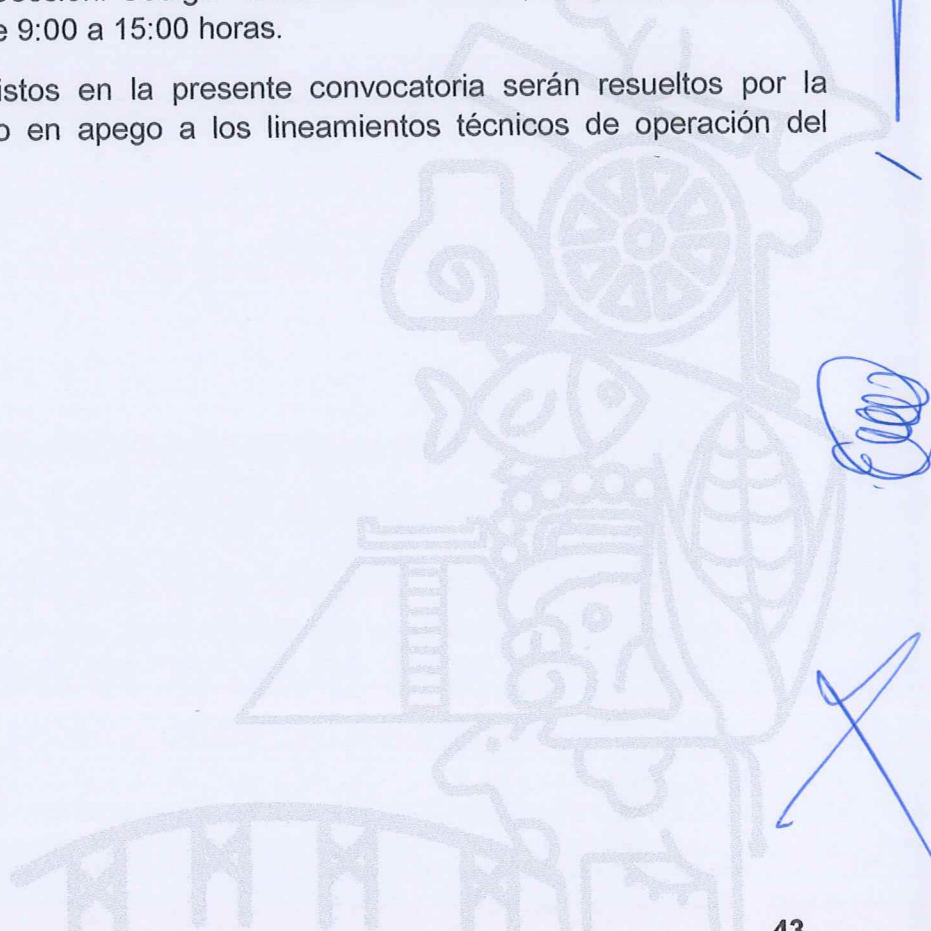 e 9:00 a 15:00 horas.
istos en la presente convocatoria serán resueltos por la
o en apego a los lineamientos técnicos de operación del